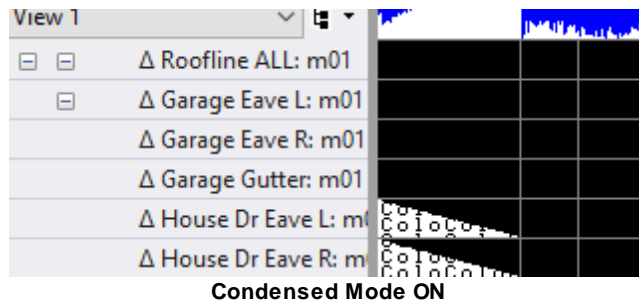 View 1
Δ Roofline ALL: m01
Δ Garage Eave L: m01
Δ Garage Eave R: m01
Δ Garage Gutter: m01
Δ House Dr Eave L: m
Δ House Dr Eave R: m
Condensed Mode ON